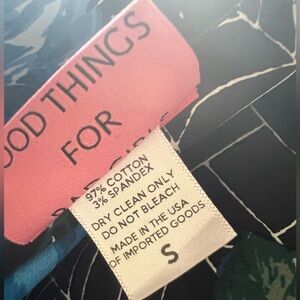 OOD THINGS
FOR
97% COTTON
3% SPANDEX
DRY CLEAN ONLY
DO NOT BLEACH
MADE IN THE USA
OF IMPORTED GOODS
S